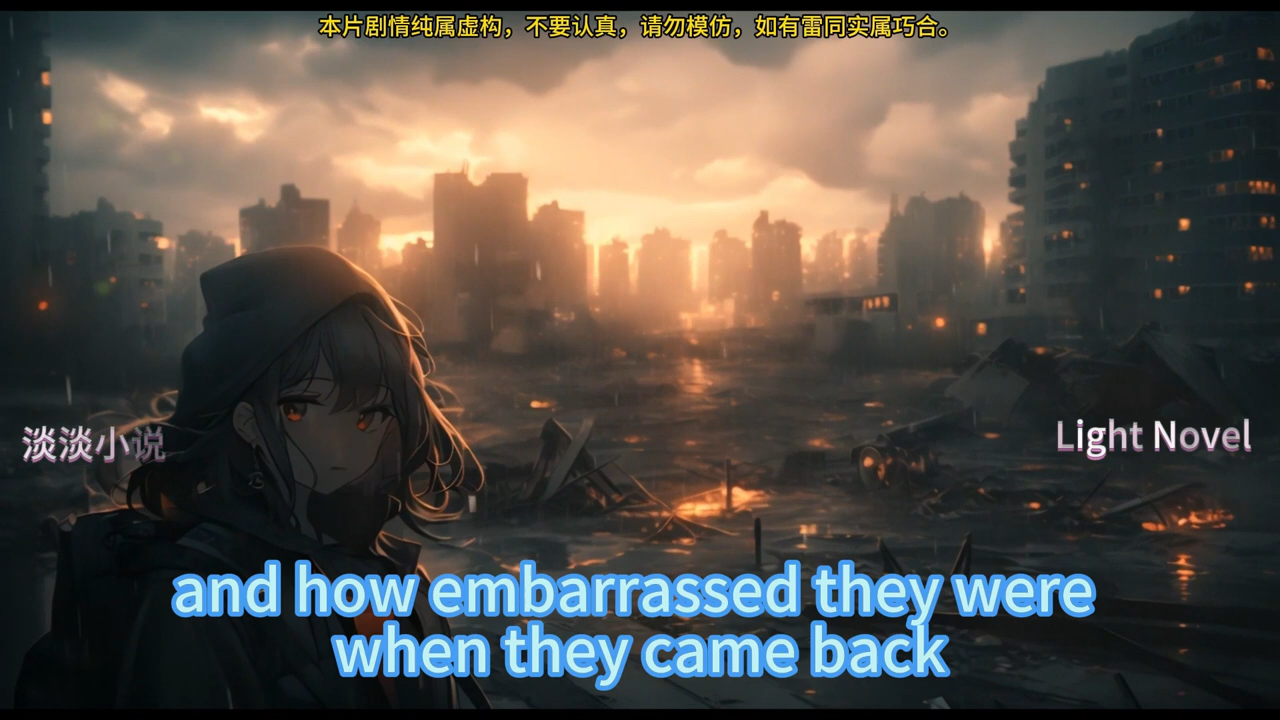 本片剧情纯属虚构，不要认真，请勿模仿，如有雷同实属巧合。
淡淡小说
Light Novel
and how embarrassed they were
when they came back